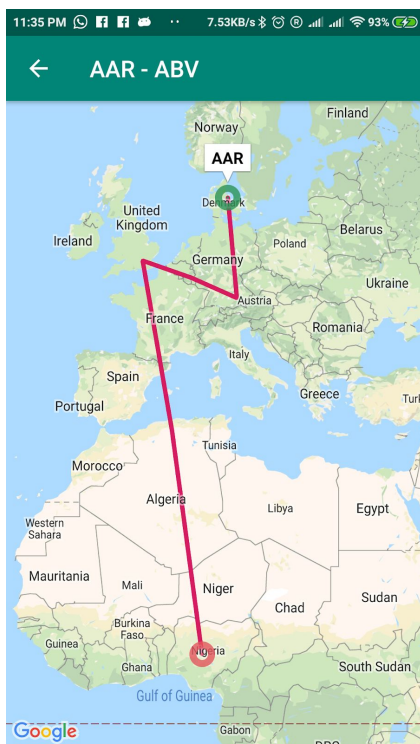 11:35 PM 7.53KB/s R 93%
AAR - ABV
Finland
Norway
AAR
Denmark
United
Kingdom
Ireland
Belarus
Poland
Germany
Ukraine
Austria
France
Romania
Italy
Spain
Greece
Portugal
Tur
Tunisia
Morocco
Algeria
Libya
Egypt
Western
Sahara
Mauritania
Mali
Niger
Sudan
Chad
Burkina
Faso
Guinea
Nigeria
Ghana
South Sudan
Gulf of Guinea
Gabon
Google